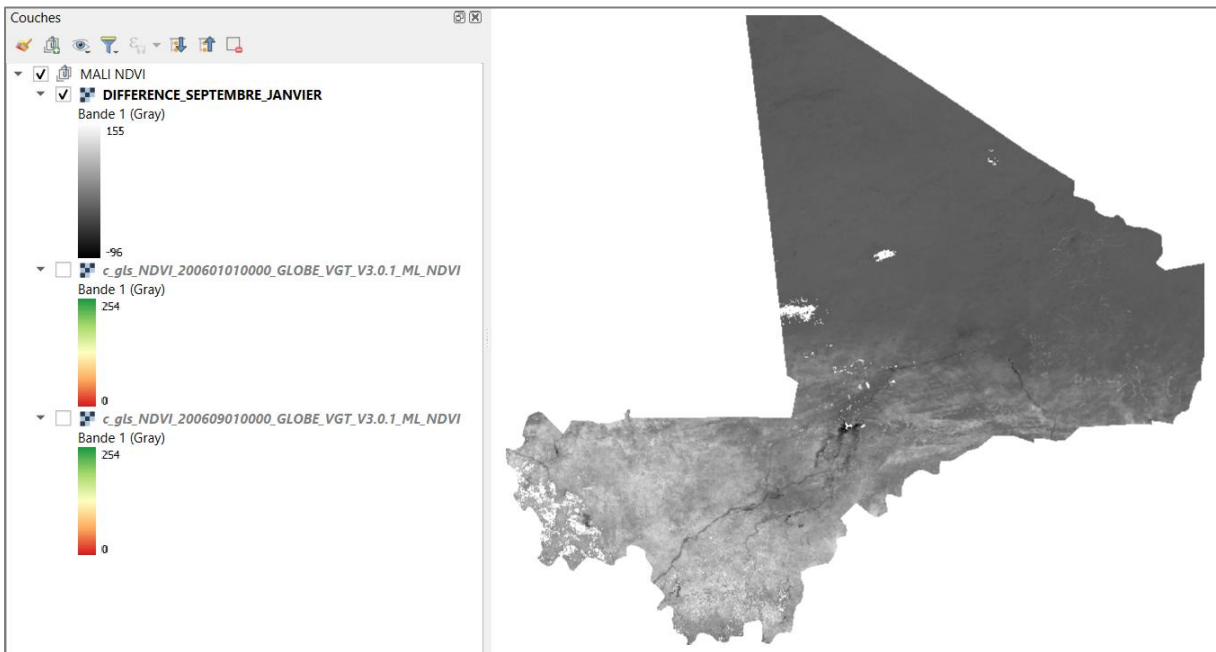 Couches
MALI NDVI
DIFFERENCE_SEPTEMBRE_JANVIER
Bande 1 (Gray)
155
-96
c_gls_NDVI_200601010000_GLOBE_VGT_V3.0.1_ML_NDVI
Bande 1 (Gray)
254
0
c_gls_NDVI_200609010000_GLOBE_VGT_V3.0.1_ML_NDVI
Bande 1 (Gray)
254
0